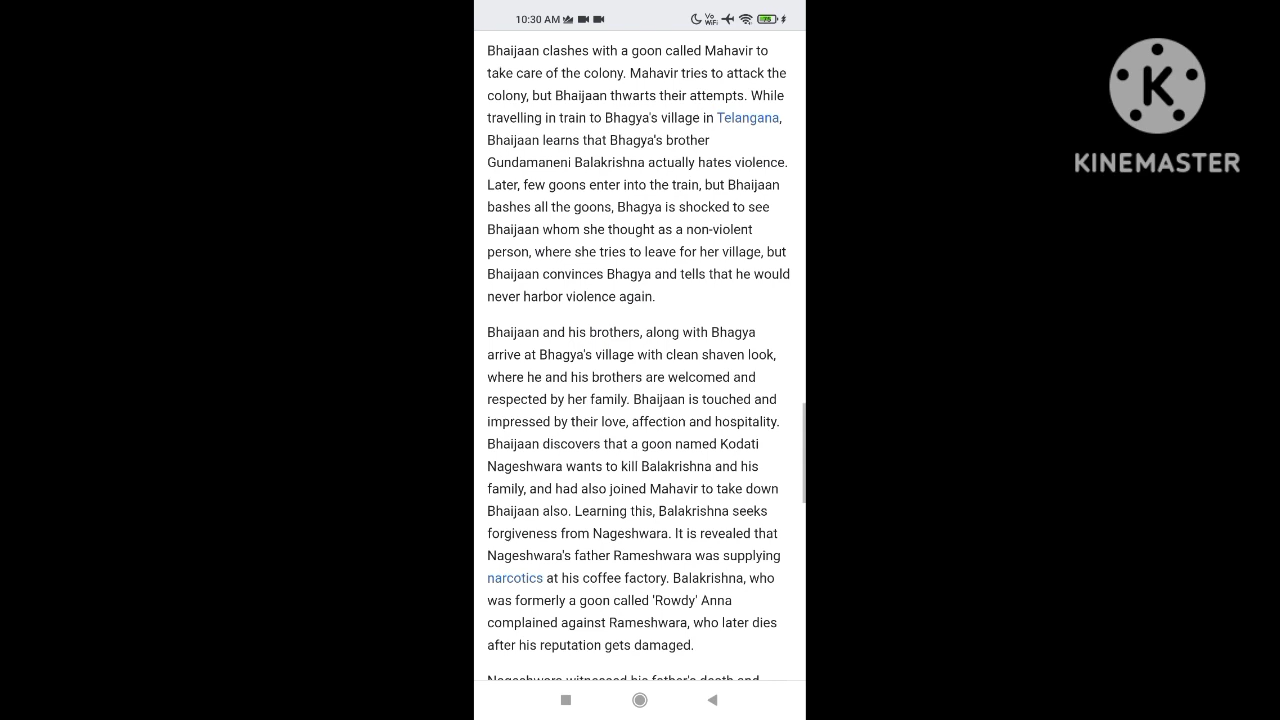 10:30 AM
Vo
WiFi
75
Bhaijaan clashes with a goon called Mahavir to
take care of the colony. Mahavir tries to attack the
colony, but Bhaijaan thwarts their attempts. While
travelling in train to Bhagya's village in Telangana,
Bhaijaan learns that Bhagya's brother
Gundamaneni Balakrishna actually hates violence.
Later, few goons enter into the train, but Bhaijaan
bashes all the goons, Bhagya is shocked to see
Bhaijaan whom she thought as a non-violent
person, where she tries to leave for her village, but
Bhaijaan convinces Bhagya and tells that he would
never harbor violence again.
Bhaijaan and his brothers, along with Bhagya
arrive at Bhagya's village with clean shaven look,
where he and his brothers are welcomed and
respected by her family. Bhaijaan is touched and
impressed by their love, affection and hospitality.
Bhaijaan discovers that a goon named Kodati
Nageshwara wants to kill Balakrishna and his
family, and had also joined Mahavir to take down
Bhaijaan also. Learning this, Balakrishna seeks
forgiveness from Nageshwara. It is revealed that
Nageshwara's father Rameshwara was supplying
narcotics at his coffee factory. Balakrishna, who
was formerly a goon called 'Rowdy' Anna
complained against Rameshwara, who later dies
after his reputation gets damaged.
Nageshwara witnessed his father's death and
K
KINEMASTER